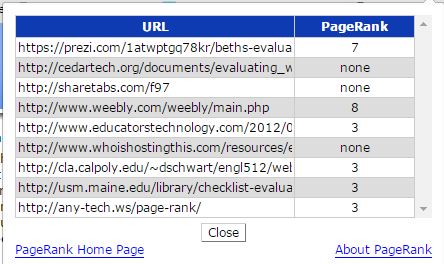 URL PageRank
https://prezi.com/1atwptgq78kr/beths-evalua 7
http://cedartech.org/documents/evaluating_w none
http://sharetabs.com/f97 none
http://www.weebly.com/weebly/main.php 8
http://www.educatorstechnology.com/2012/0 3
http://www.whoishostingthis.com/resources/e none
http://cla.calpoly.edu/~dschwart/engl512/wel 3
http://usm.maine.edu/library/checklist-evalua 3
http://any-tech.ws/page-rank/ 3
Close
PageRank Home Page About PageRank